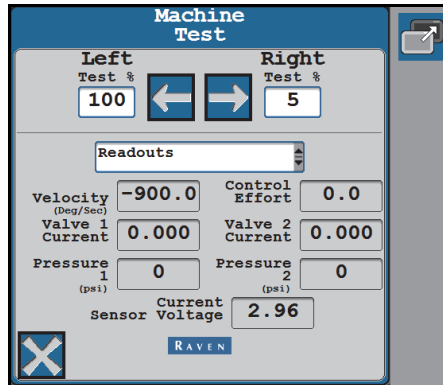 Machine
Test
Left
Right
Test %
Test %
100
5
Readouts
Velocity
(Deg/Sec)
-900.0
Control
Effort
0.0
Valve 1
Current
0.000
Valve 2
Current
0.000
Pressure
1
(psi)
0
Pressure
2
(psi)
0
Current
Sensor Voltage
2.96
RAVEN